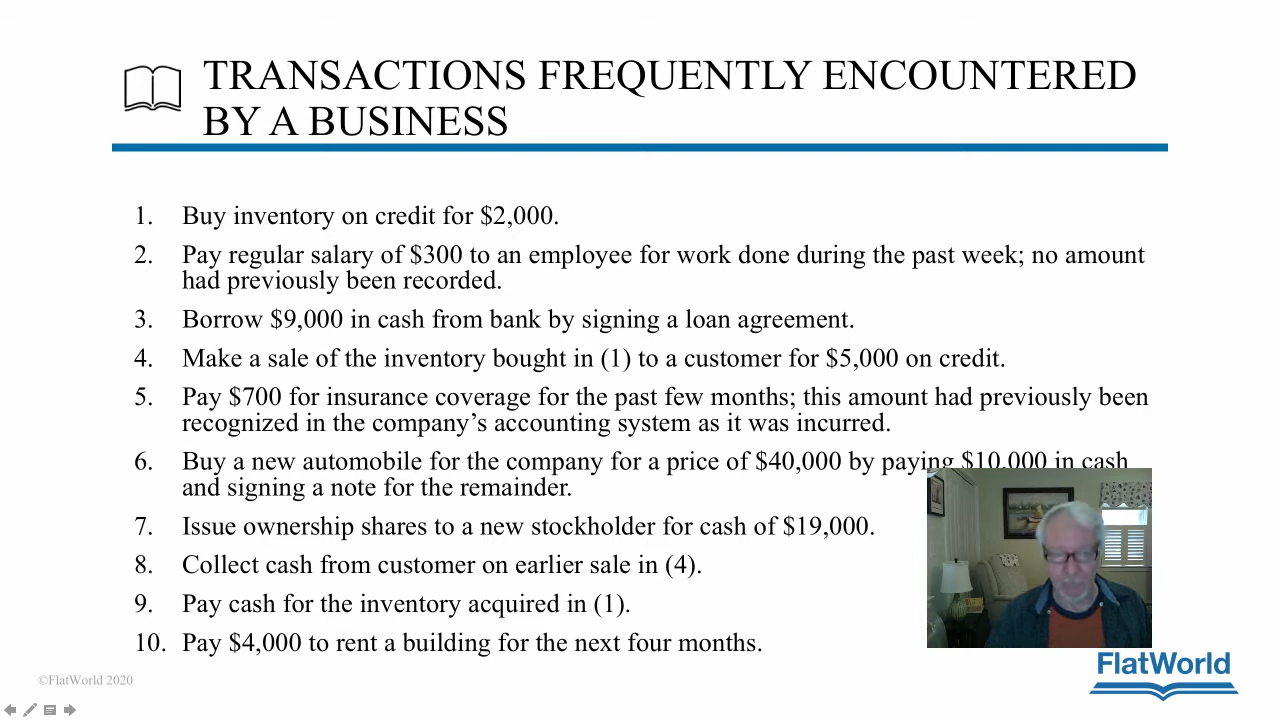 TRANSACTIONS FREQUENTLY ENCOUNTERED
BY A BUSINESS
1. Buy inventory on credit for $2,000.
2. Pay regular salary of $300 to an employee for work done during the past week; no amount
had previously been recorded.
3. Borrow $9,000 in cash from bank by signing a loan agreement.
4. Make a sale of the inventory bought in (1) to a customer for $5,000 on credit.
5. Pay $700 for insurance coverage for the past few months; this amount had previously been
recognized in the company’s accounting system as it was incurred.
6. Buy a new automobile for the company for a price of $40,000 by paying $10,000 in cash
and signing a note for the remainder.
7. Issue ownership shares to a new stockholder for cash of $19,000.
8. Collect cash from customer on earlier sale in (4).
9. Pay cash for the inventory acquired in (1).
10. Pay $4,000 to rent a building for the next four months.
©FlatWorld 2020
FlatWorld